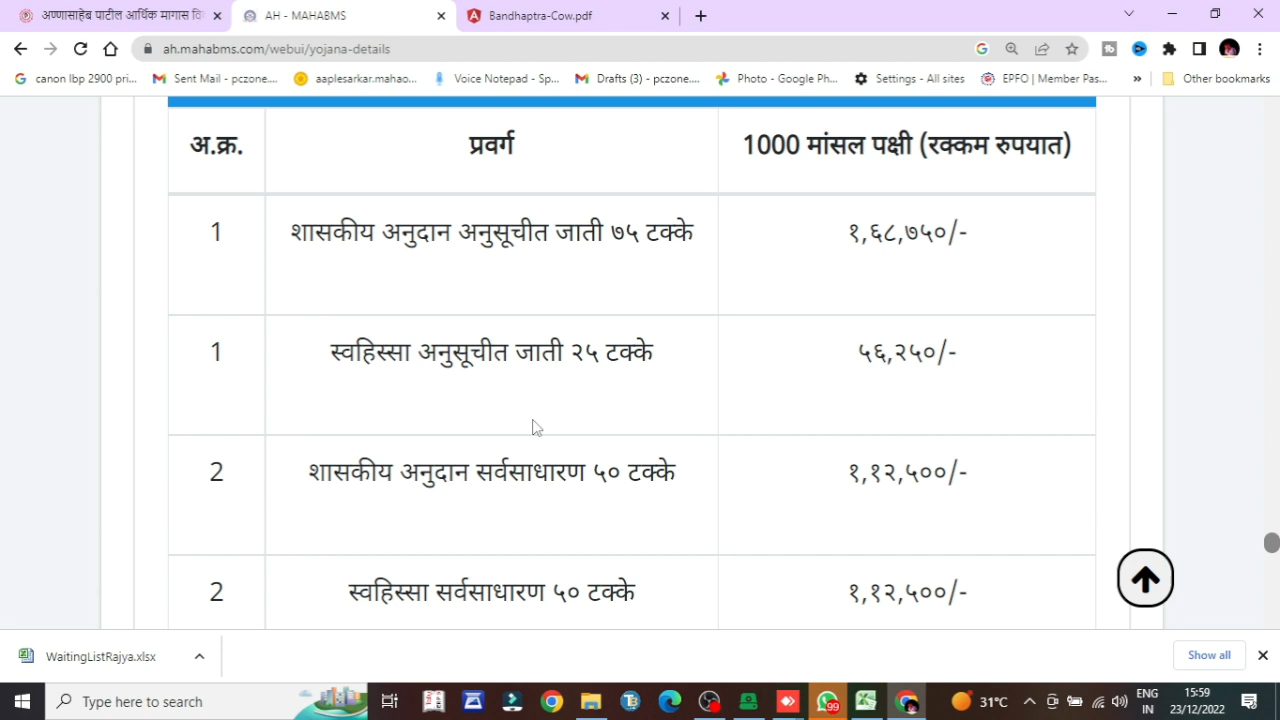 अण्णासाहेब पाटील आर्थिक मागास वि
AH - MAHABMS
Bandhaptra-Cow.pdf
ah.mahabms.com/webui/yojana-details
canon lbp 2900 pri...
Sent Mail - pczone....
aaplesarkar.mahao...
Voice Notepad - Sp...
Drafts (3) - pczone....
Photo - Google Ph...
Settings - All sites
EPFO | Member Pas...
»
Other bookmarks
अ.क्र. प्रवर्ग 1000 मांसल पक्षी (रक्कम रुपयात)
1 शासकीय अनुदान अनुसूचीत जाती ७५ टक्के १,६८,७५०/-
1 स्वहिस्सा अनुसूचीत जाती २५ टक्के ५६,२५०/-
2 शासकीय अनुदान सर्वसाधारण ५० टक्के १,१२,५००/-
2 स्वहिस्सा सर्वसाधारण ५० टक्के १,१२,५००/-
WaitingListRajya.xlsx
Show all
Type here to search
99
31°C
ENG
IN
15:59
23/12/2022